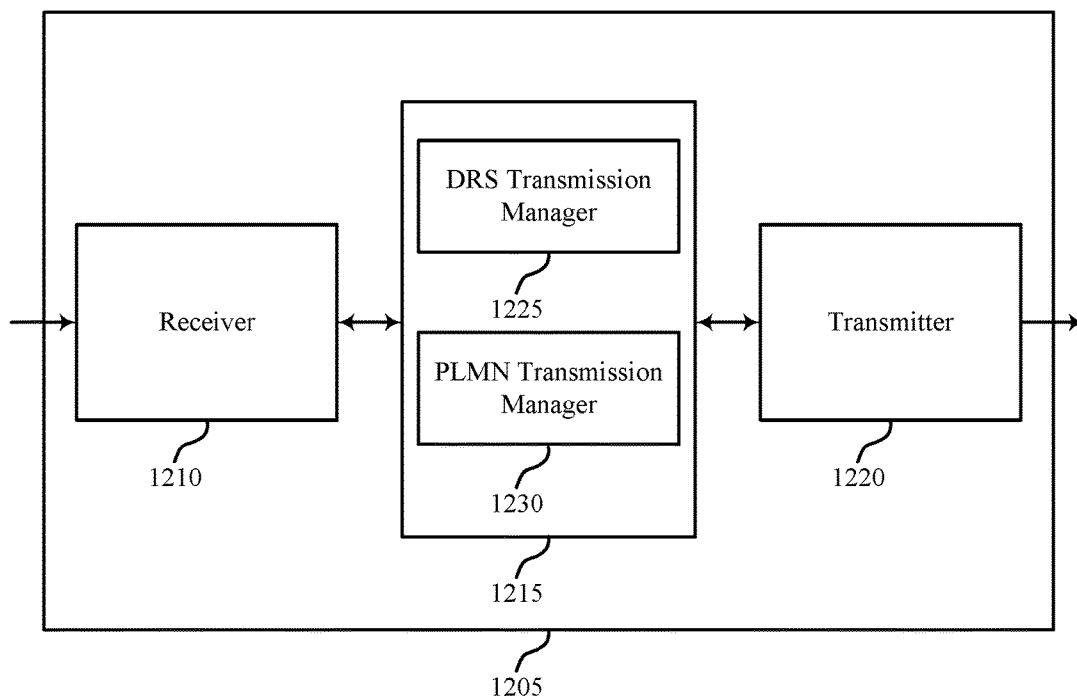 DRS Transmission
Manager
1225
Receiver
Transmitter
PLMN Transmission
Manager
1210
1230
1220
1215
1205